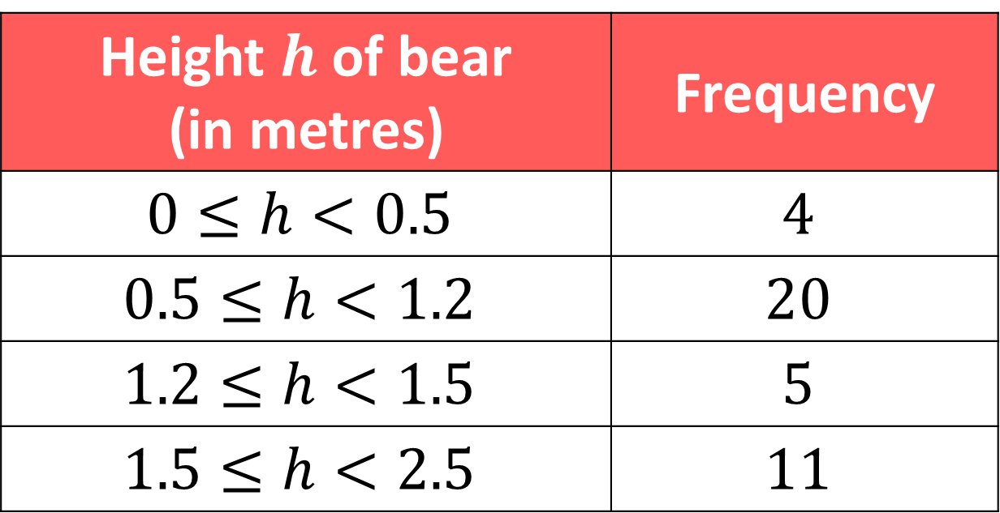 Height h of bear
(in metres)
Frequency
0 ≤ h < 0.5
4
0.5 ≤ h < 1.2
20
1.2 ≤ h < 1.5
5
1.5 ≤ h < 2.5
11